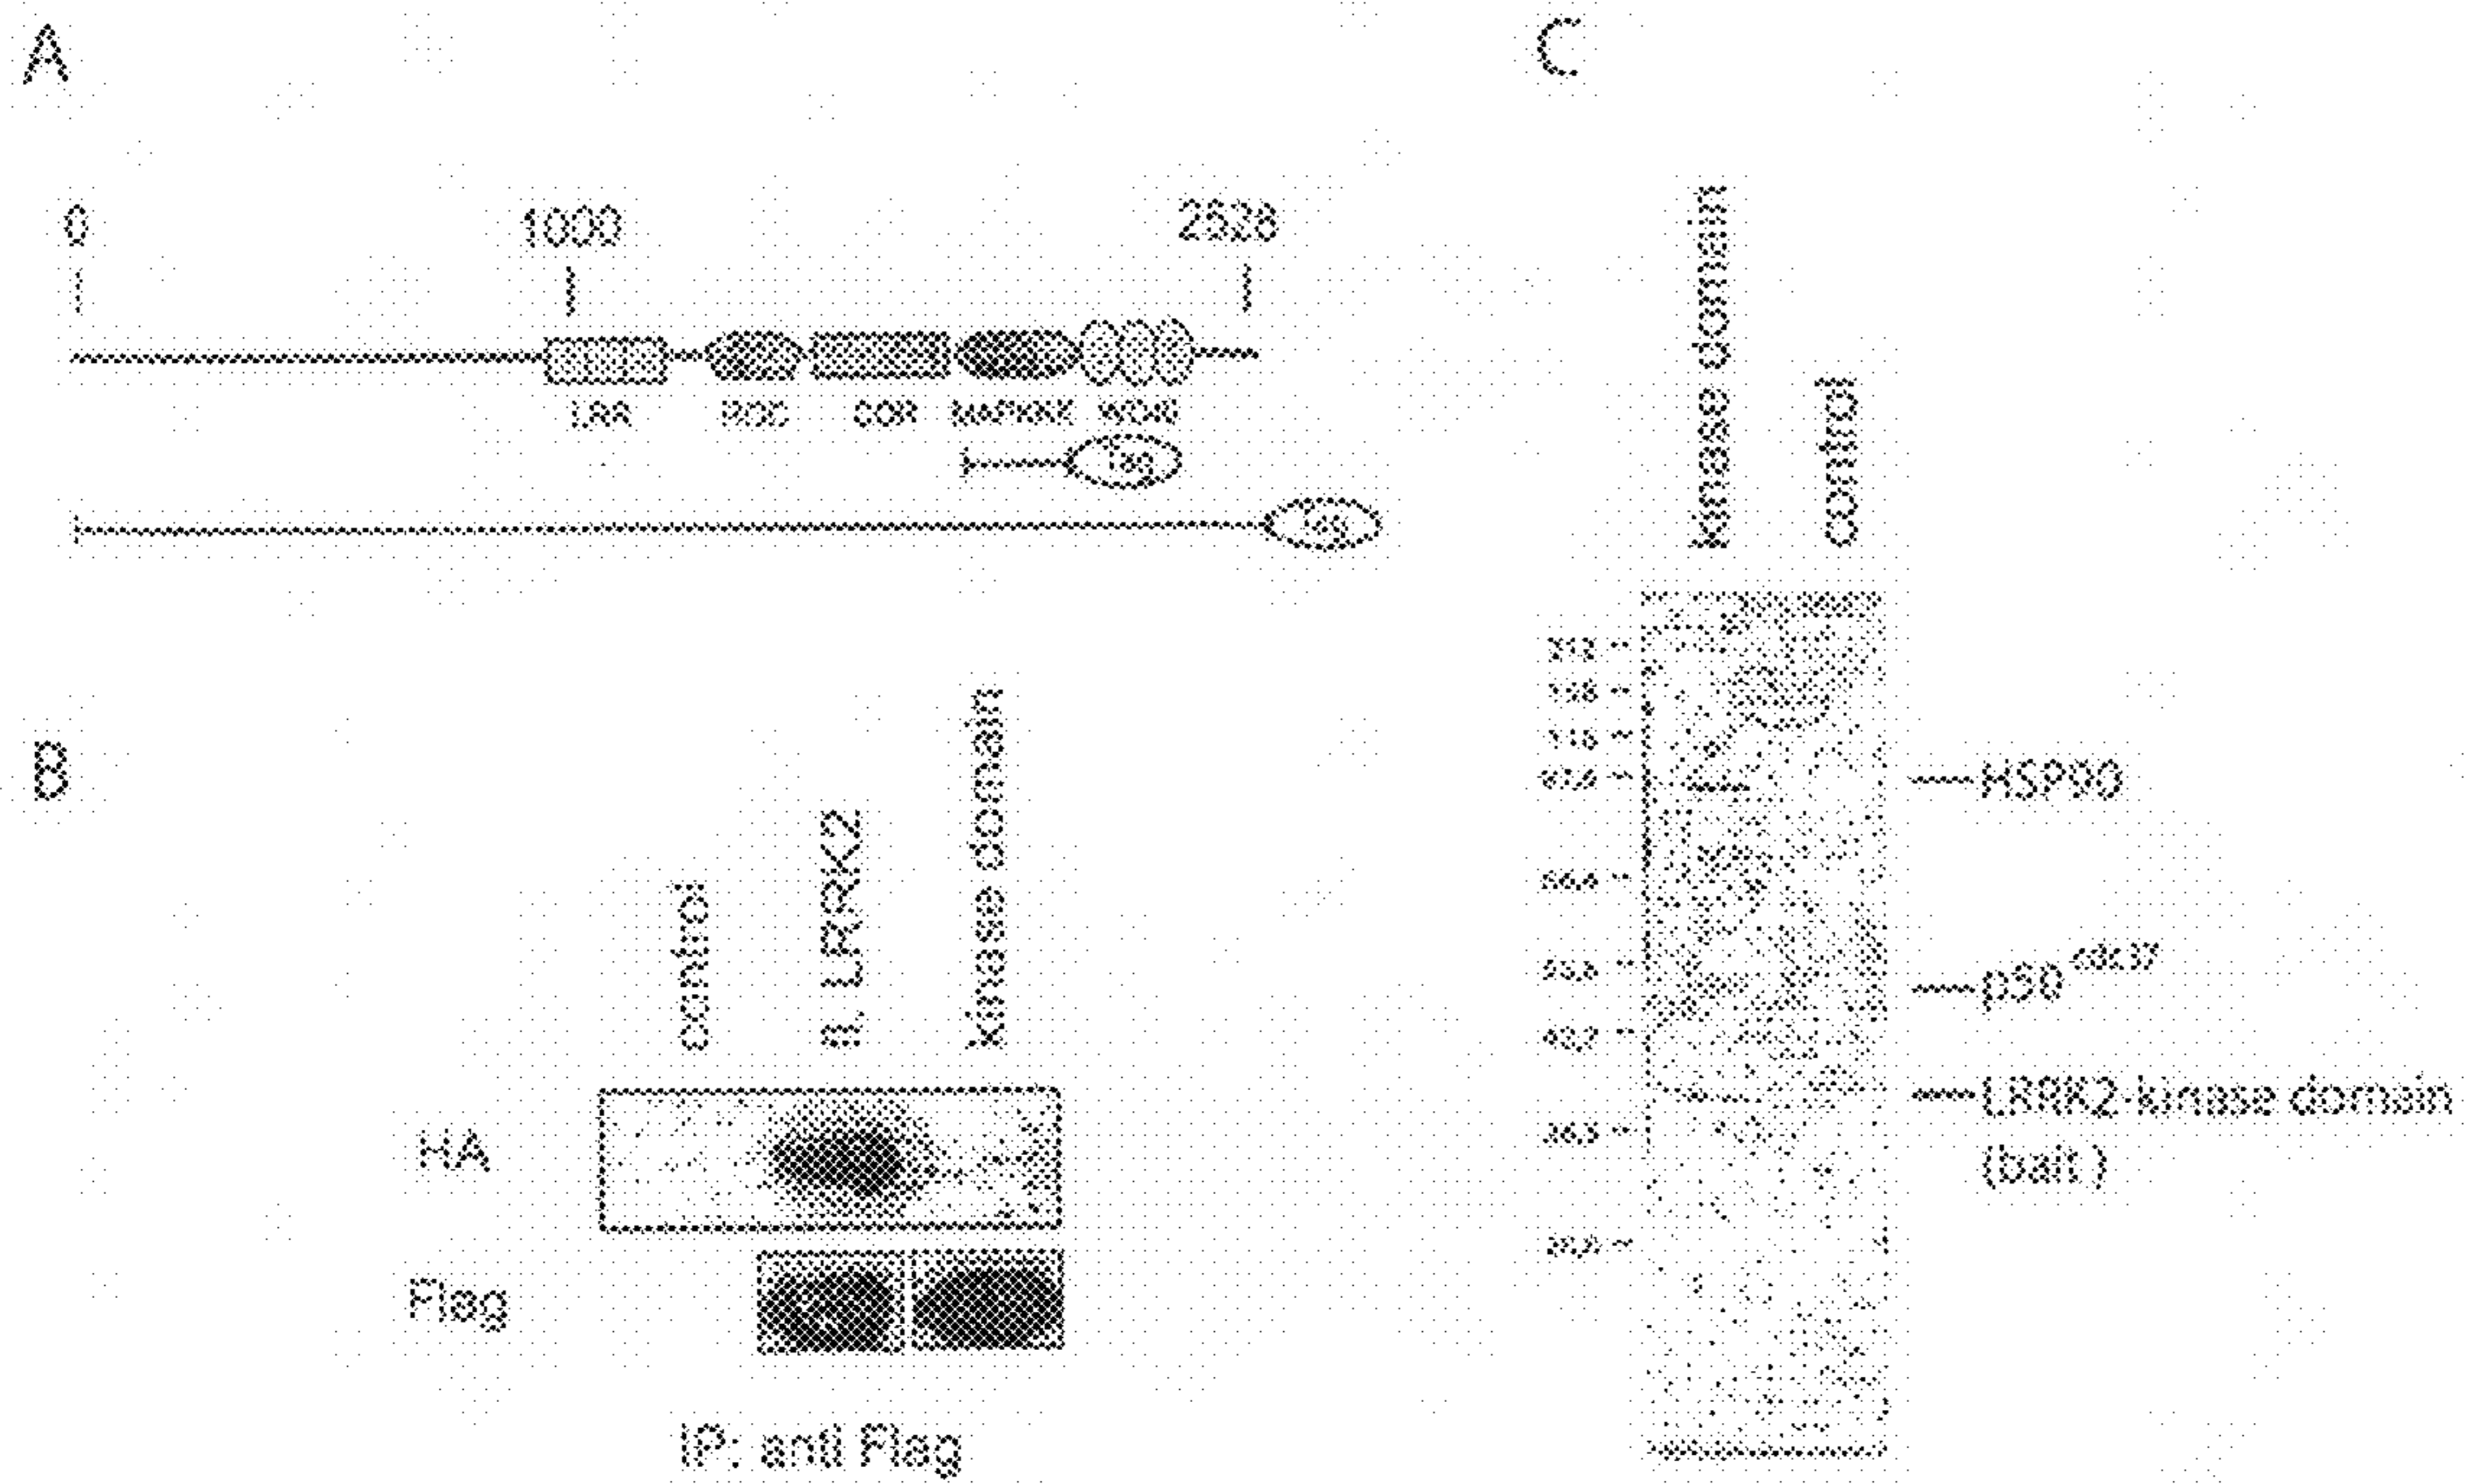 A
0 1000 2528
LRR ROC COR MAPKKK WD40
Tag
Tag
B
control
fl. LRRK2
kinase domain
HA
Flag
IP: anti Flag
C
kinase domain
control
HSP90
p50 cdc37
LRRK2-kinase domain
(bait)